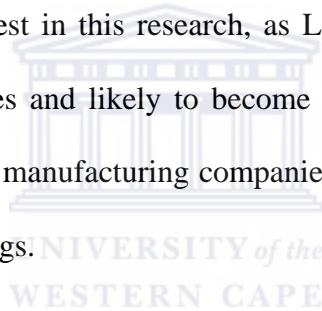 est in this research, as L
es and likely to become
manufacturing companie
gs.
UNIVERSITY of the
WESTERN CAPE